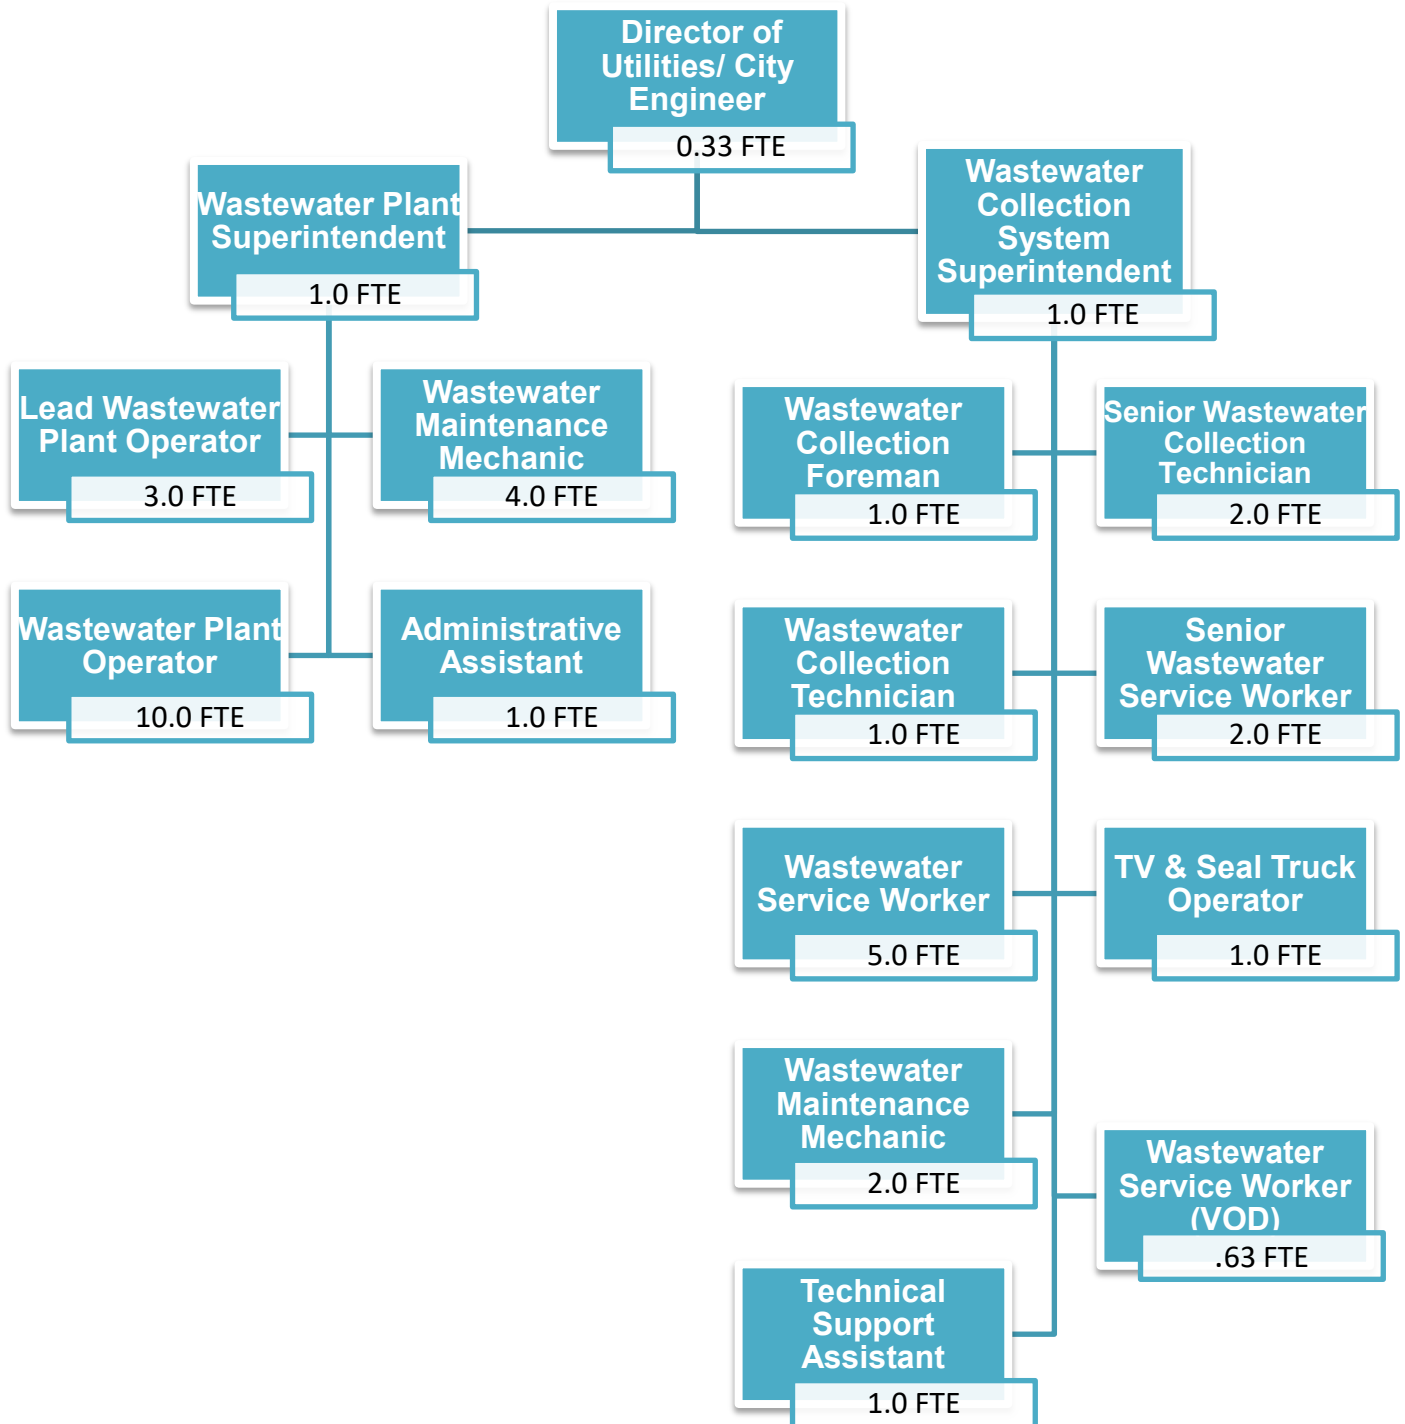 Director of
Utilities/ City
Engineer
0.33 FTE
Wastewater Plant
Superintendent
1.0 FTE
Wastewater
Collection
System
Superintendent
1.0 FTE
Lead Wastewater
Plant Operator
3.0 FTE
Wastewater
Maintenance
Mechanic
4.0 FTE
Wastewater Plant
Operator
10.0 FTE
Administrative
Assistant
1.0 FTE
Wastewater
Collection
Foreman
1.0 FTE
Senior Wastewater
Collection
Technician
2.0 FTE
Wastewater
Collection
Technician
1.0 FTE
Senior
Wastewater
Service Worker
2.0 FTE
Wastewater
Service Worker
5.0 FTE
TV & Seal Truck
Operator
1.0 FTE
Wastewater
Maintenance
Mechanic
2.0 FTE
Wastewater
Service Worker
(VOD)
.63 FTE
Technical
Support
Assistant
1.0 FTE